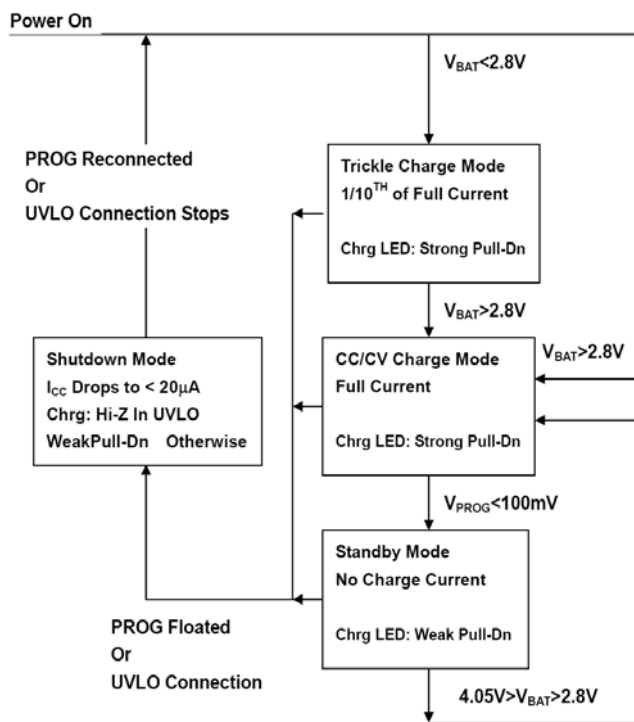 Power On
V_BAT<2.8V
PROG Reconnected
Or
UVLO Connection Stops
Trickle Charge Mode
1/10^TH of Full Current
Chrg LED: Strong Pull-Dn
V_BAT>2.8V
Shutdown Mode
I_CC Drops to < 20μA
Chrg: Hi-Z In UVLO
WeakPull-Dn Otherwise
CC/CV Charge Mode
Full Current
Chrg LED: Strong Pull-Dn
V_BAT>2.8V
V_PROG<100mV
Standby Mode
No Charge Current
Chrg LED: Weak Pull-Dn
PROG Floated
Or
UVLO Connection
4.05V>V_BAT>2.8V